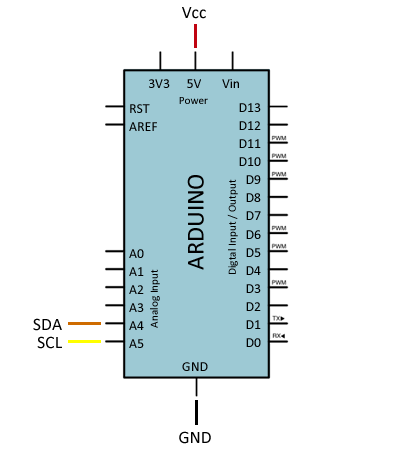 Vcc
3V3 5V Vin
Power
RST
AREF
D13
D12
D11 PWM
D10 PWM
D9 PWM
D8
D7
D6 PWM
D5 PWM
D4
D3 PWM
D2
D1 TX▶
D0 RX◀
ARDUINO
Digtal Input / Output
A0
A1
A2
A3
SDA A4
SCL A5
Analog Input
GND
GND